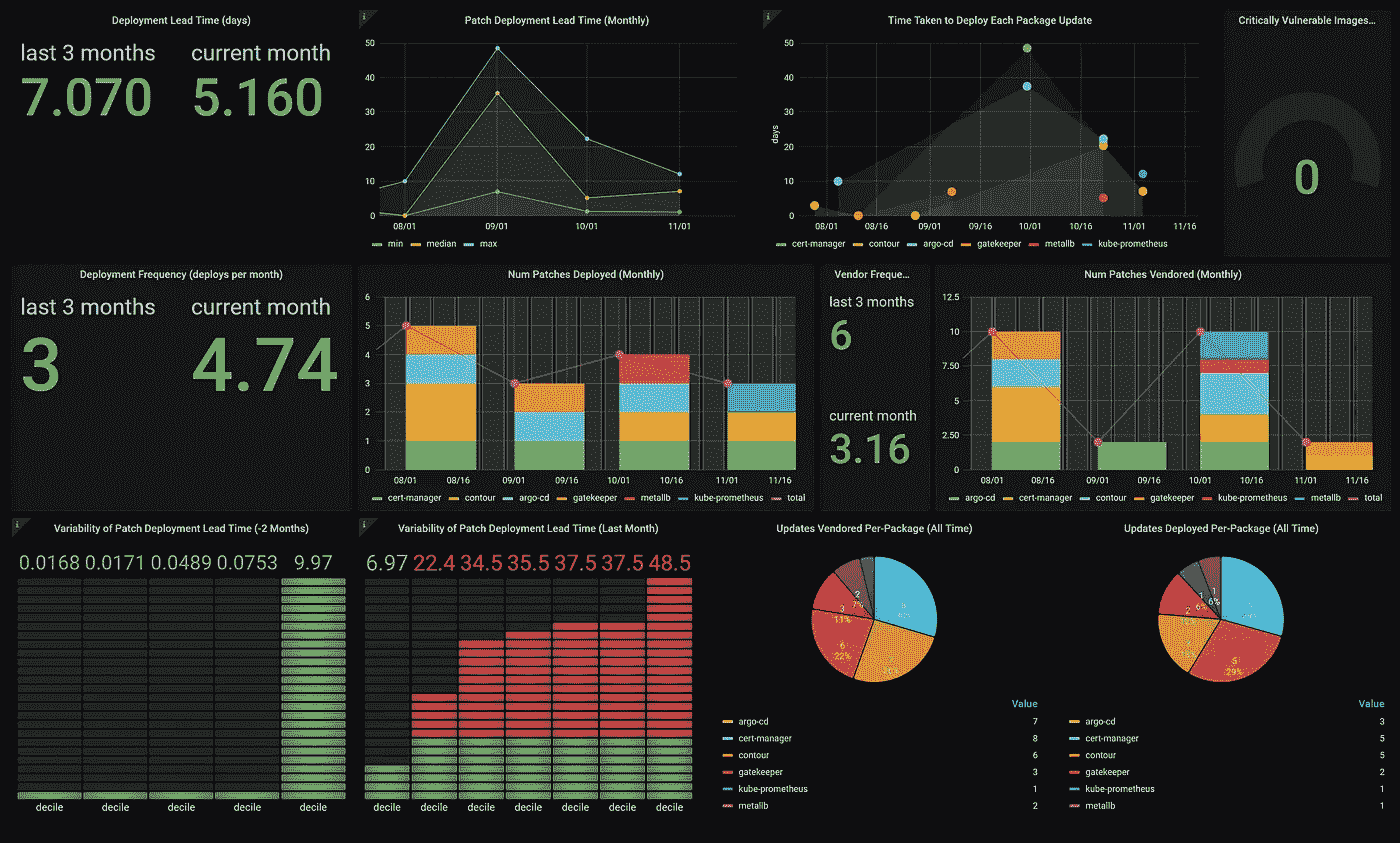 Deployment Lead Time (days)
last 3 months current month
7.070 5.160
i
Patch Deployment Lead Time (Monthly)
50
40
30
20
10
0
08/01 09/01 10/01 11/01
min median max
i
Time Taken to Deploy Each Package Update
days
50
40
30
20
10
0
08/01 08/16 09/01 09/16 10/01 10/16 11/01 11/16
cert-manager contour argo-cd gatekeeper metallb kube-prometheus
Critically Vulnerable Images...
0
Deployment Frequency (deploys per month)
last 3 months current month
3 4.74
Num Patches Deployed (Monthly)
6
5
4
3
2
1
0
08/01 08/16 09/01 09/16 10/01 10/16 11/01 11/16
cert-manager contour argo-cd gatekeeper metallb kube-prometheus total
Vendor Freque...
last 3 months
6
current month
3.16
Num Patches Vendored (Monthly)
12.5
10
7.50
5
2.50
0
08/01 08/16 09/01 09/16 10/01 10/16 11/01 11/16
argo-cd cert-manager contour gatekeeper kube-prometheus metallb total
i
Variability of Patch Deployment Lead Time (-2 Months)
0.0168 0.0171 0.0489 0.0753 9.97
decile decile decile decile decile
i
Variability of Patch Deployment Lead Time (Last Month)
6.97 22.4 34.5 35.5 37.5 37.5 48.5
decile decile decile decile decile decile decile
Updates Vendored Per-Package (All Time)
2
7%
3
11%
6
22%
Value
argo-cd 7
cert-manager 8
contour 6
gatekeeper 3
kube-prometheus 1
metallb 2
Updates Deployed Per-Package (All Time)
1
6%
1
6%
2
5
29%
Value
argo-cd 3
cert-manager 5
contour 5
gatekeeper 2
kube-prometheus 1
metallb 1